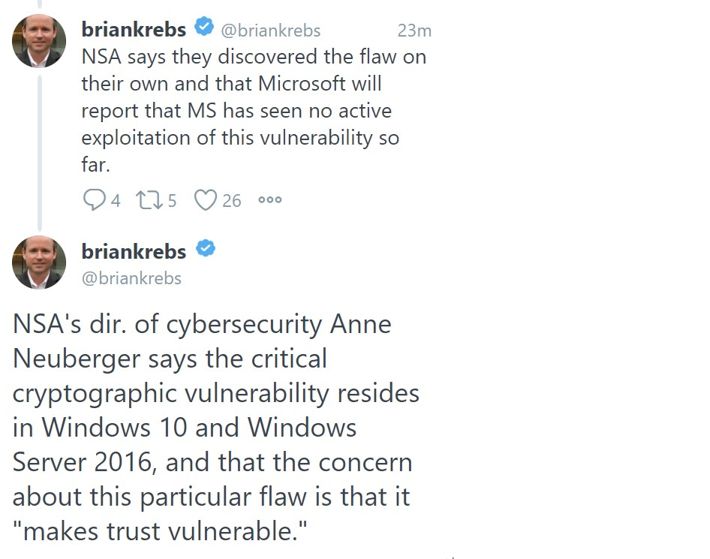 briankrebs @briankrebs 23m
NSA says they discovered the flaw on
their own and that Microsoft will
report that MS has seen no active
exploitation of this vulnerability so
far.
4 5 26
briankrebs
@briankrebs
NSA's dir. of cybersecurity Anne
Neuberger says the critical
cryptographic vulnerability resides
in Windows 10 and Windows
Server 2016, and that the concern
about this particular flaw is that it
"makes trust vulnerable."